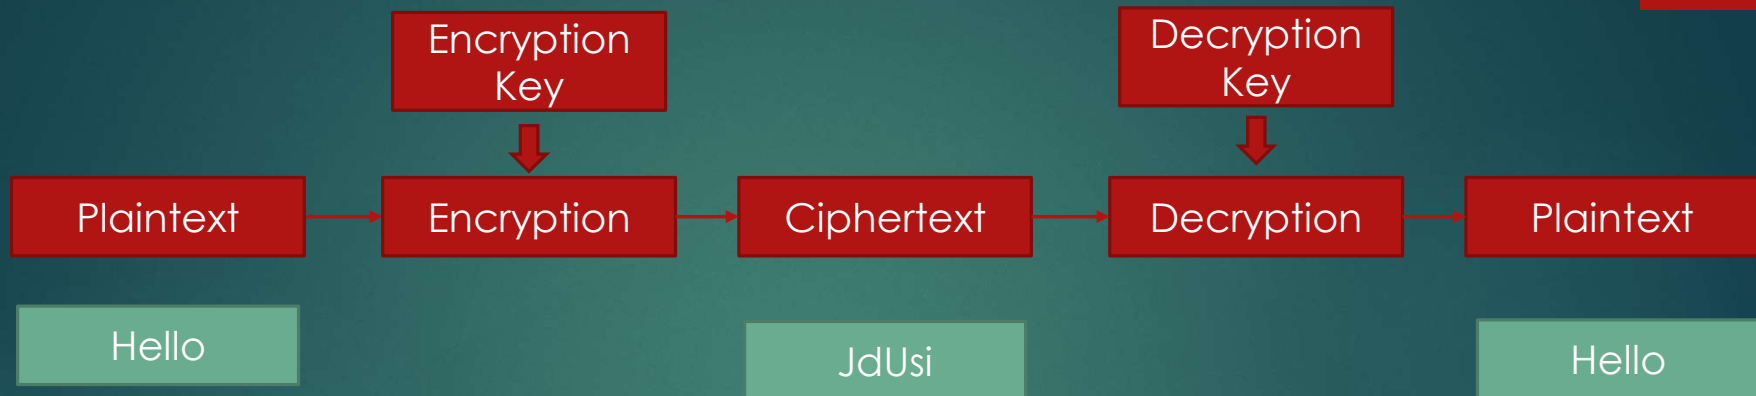 Encryption
Key
Decryption
Key
Plaintext
Encryption
Ciphertext
Decryption
Plaintext
Hello
JdUsi
Hello